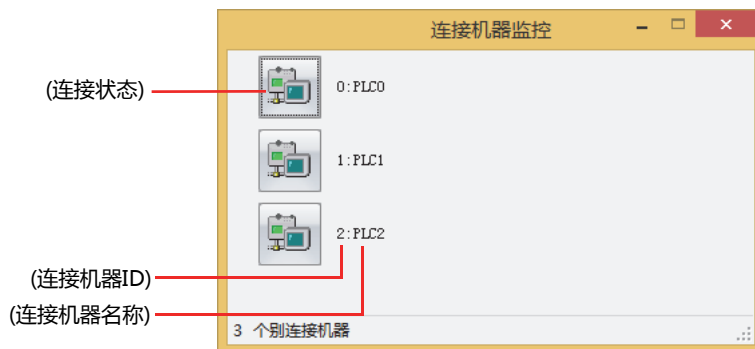 连接机器监控
(连接状态)
0:PLC0
1:PLC1
2:PLC2
(连接机器ID)
(连接机器名称)
3 个别连接机器